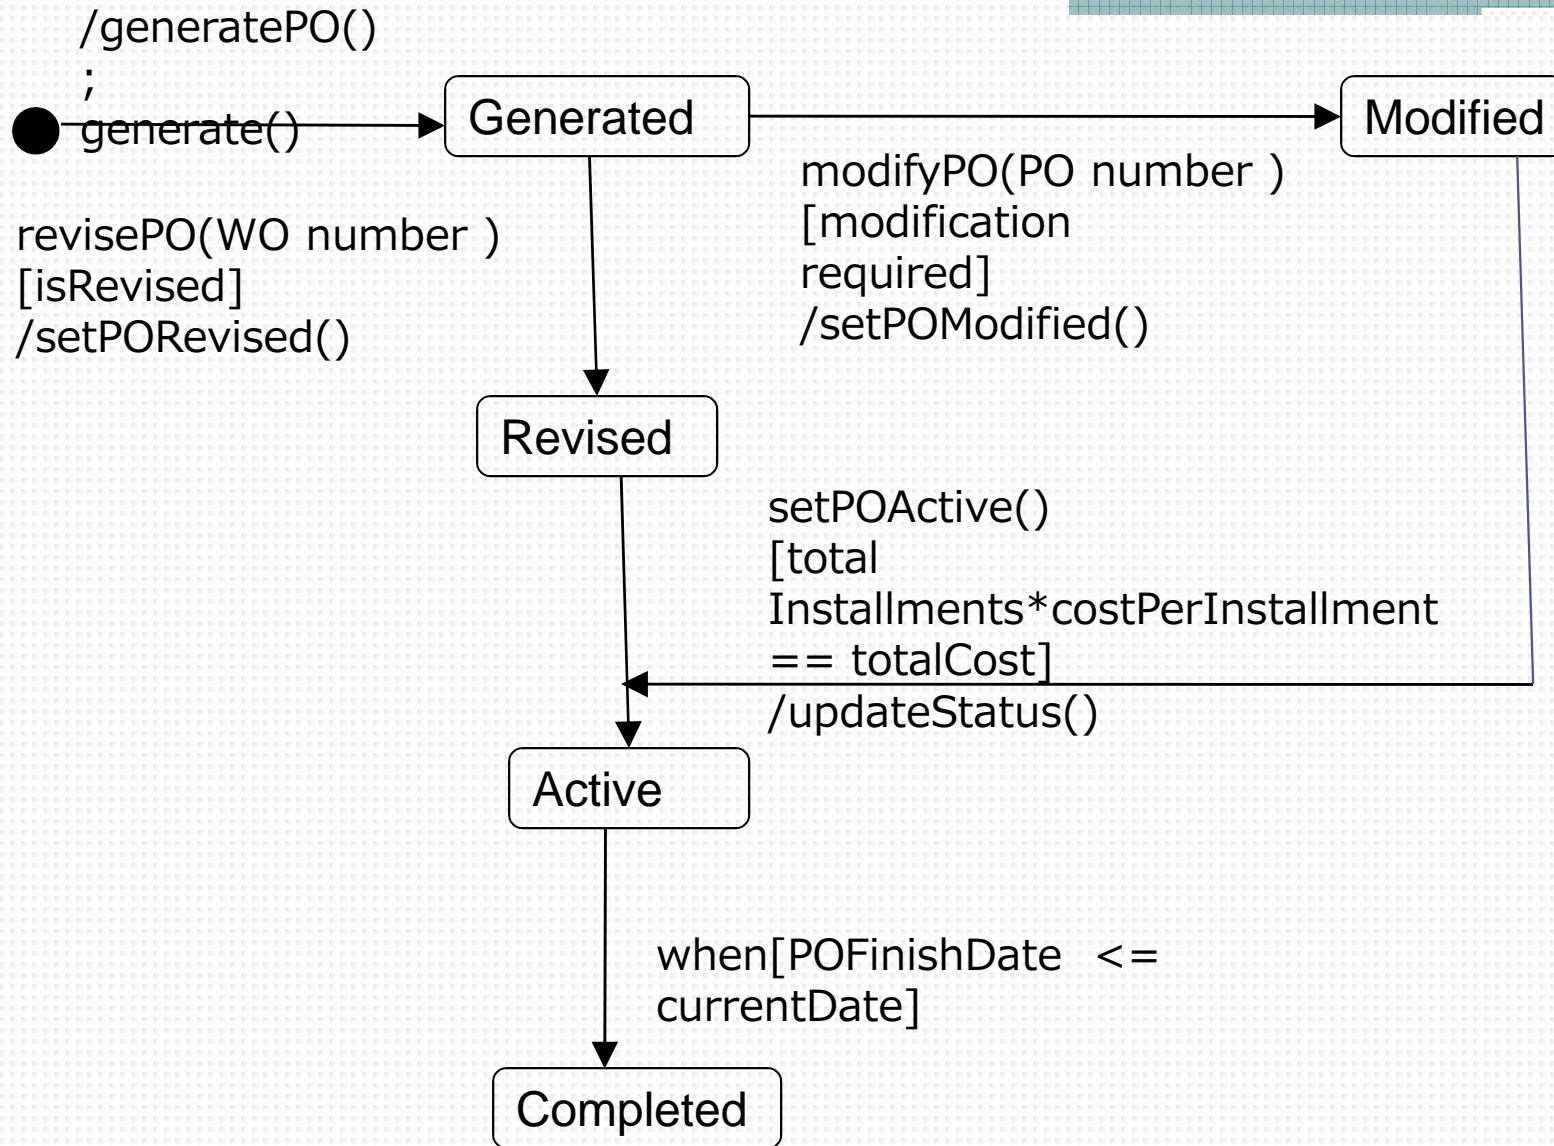 /generatePO()
;
generate()
Generated
Modified
modifyPO(PO number )
[modification
required]
/setPOModified()
revisePO(WO number )
[isRevised]
/setPORevised()
Revised
setPOActive()
[total
Installments*costPerInstallment
== totalCost]
/updateStatus()
Active
when[POFinishDate  <=
currentDate]
Completed